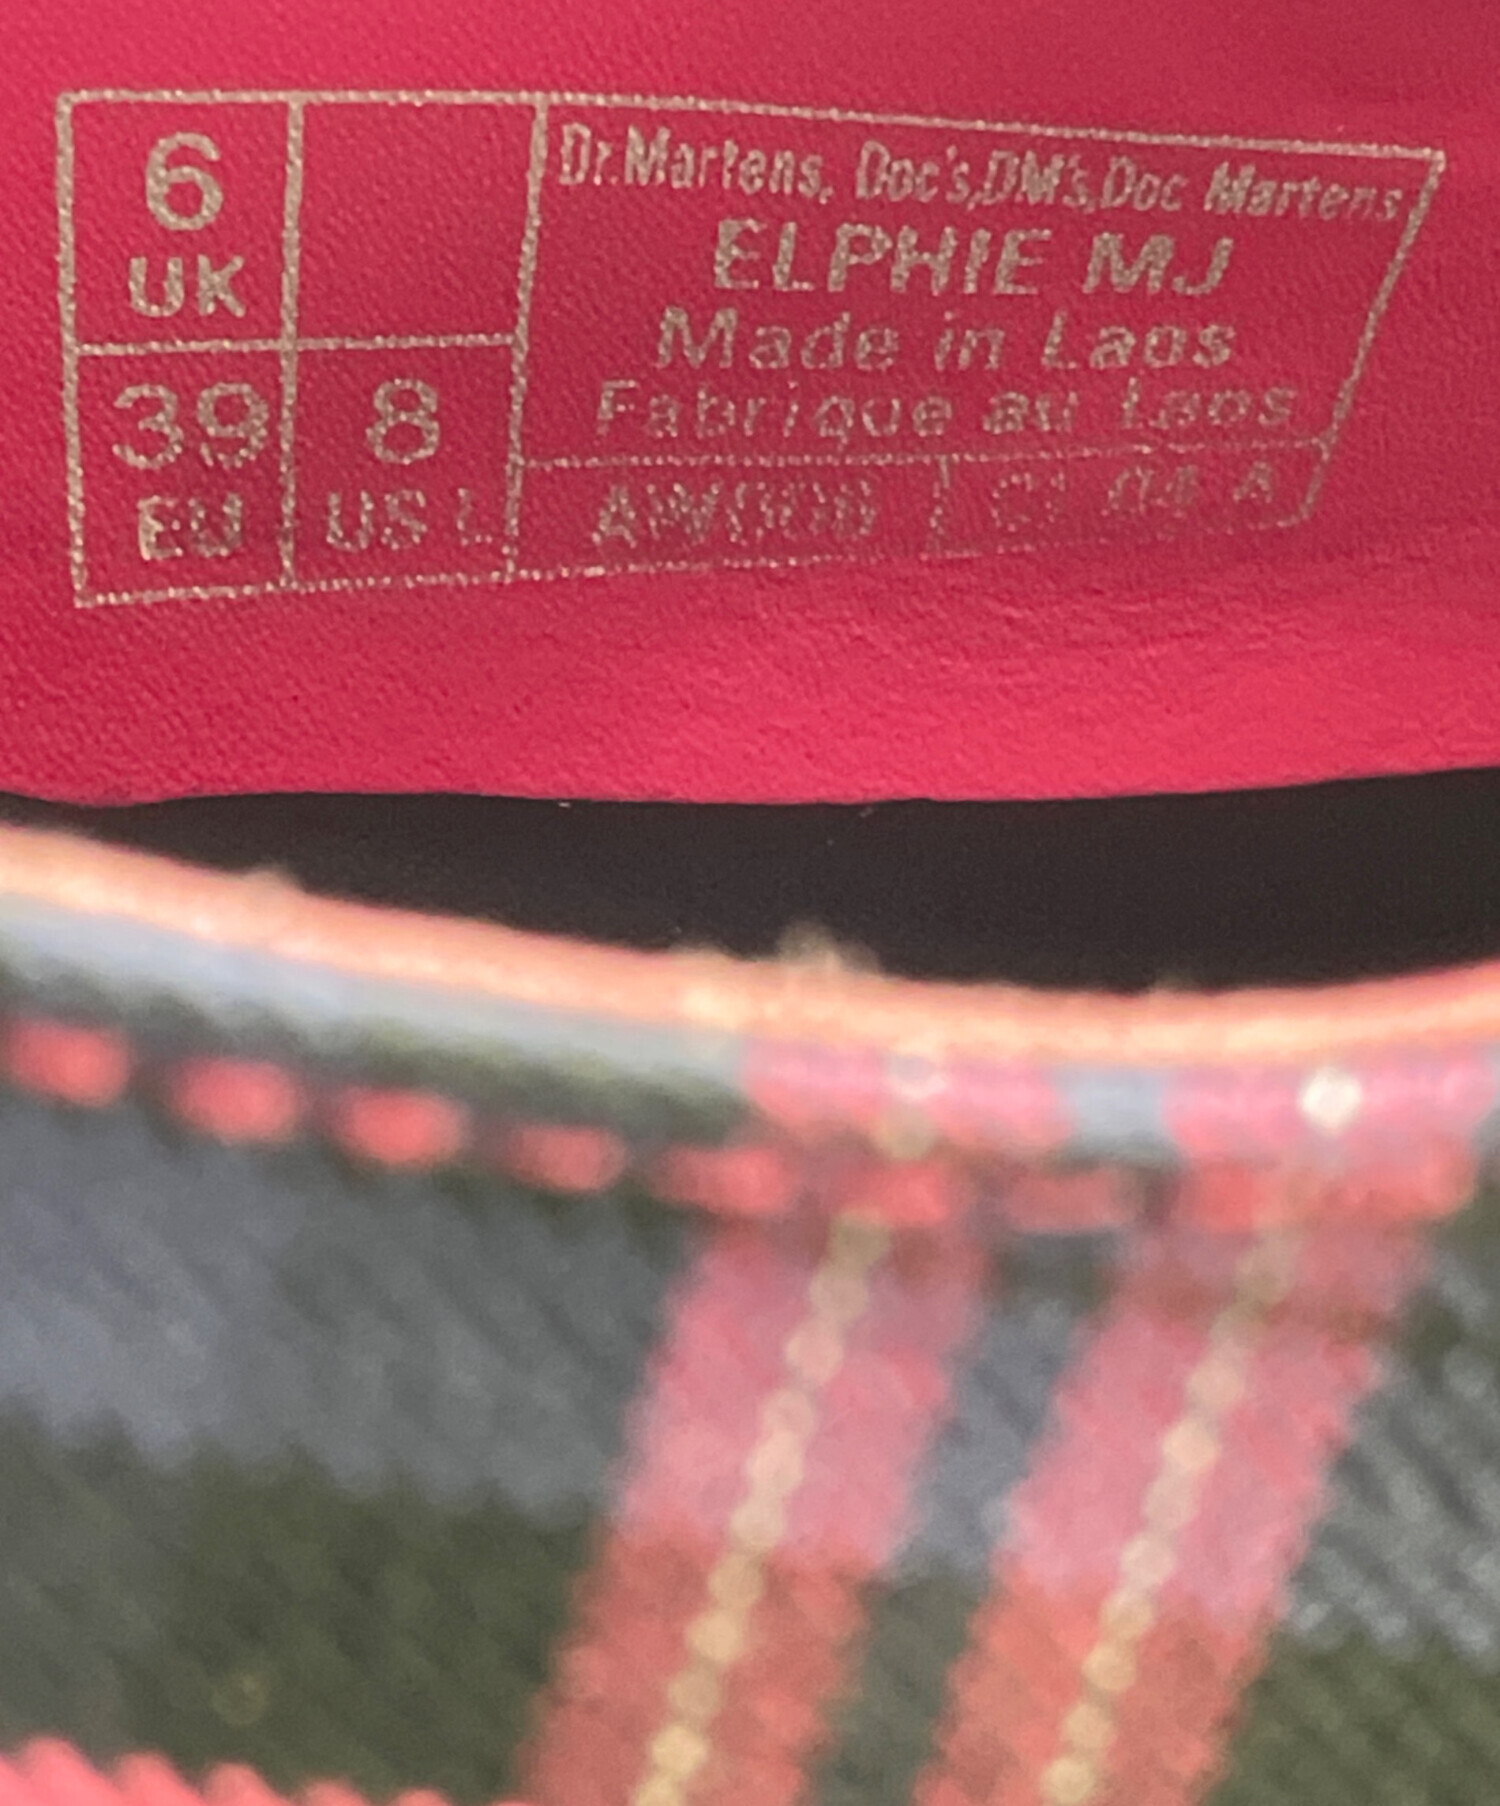 6
UK
39
EU
8
US L
Dr.Martens, Doc's,DM's,Doc Martens
ELPHIE MJ
Made in Laos
Fabrique au Laos